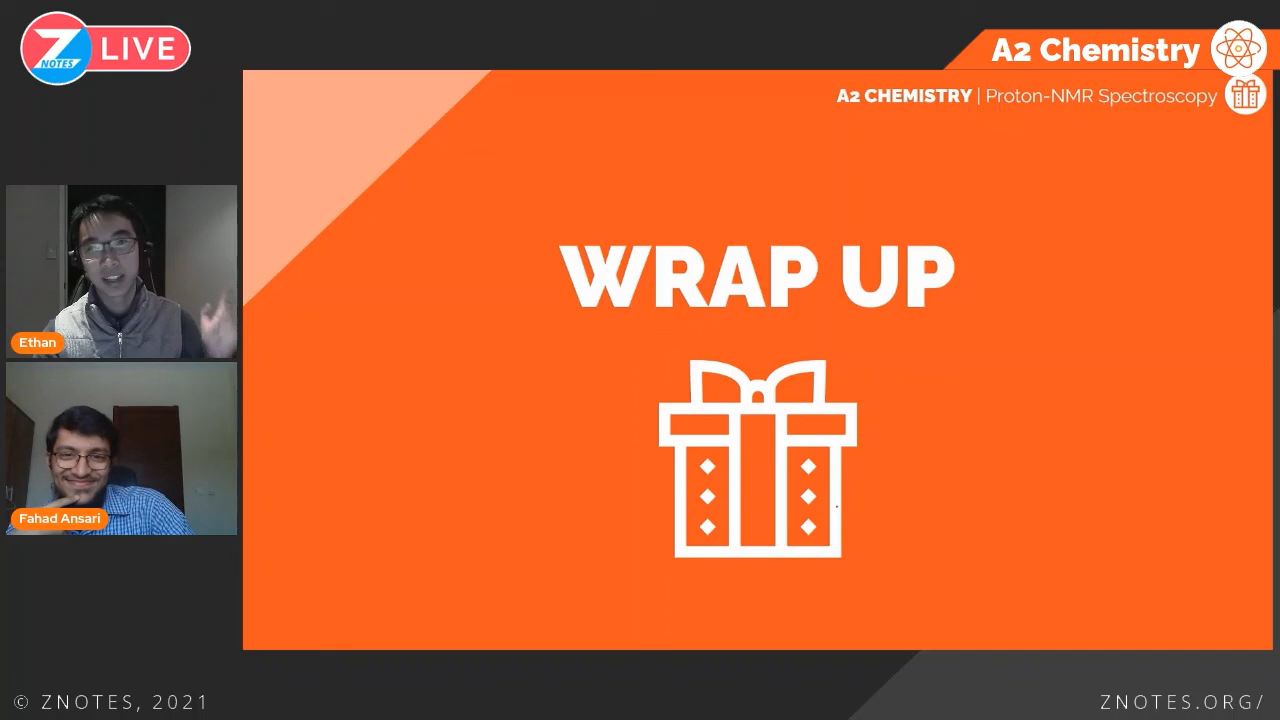 Z NOTES LIVE
A2 Chemistry
A2 CHEMISTRY | Proton-NMR Spectroscopy
WRAP UP
Ethan
Fahad Ansari
© ZNOTES, 2021
ZNOTES.ORG/